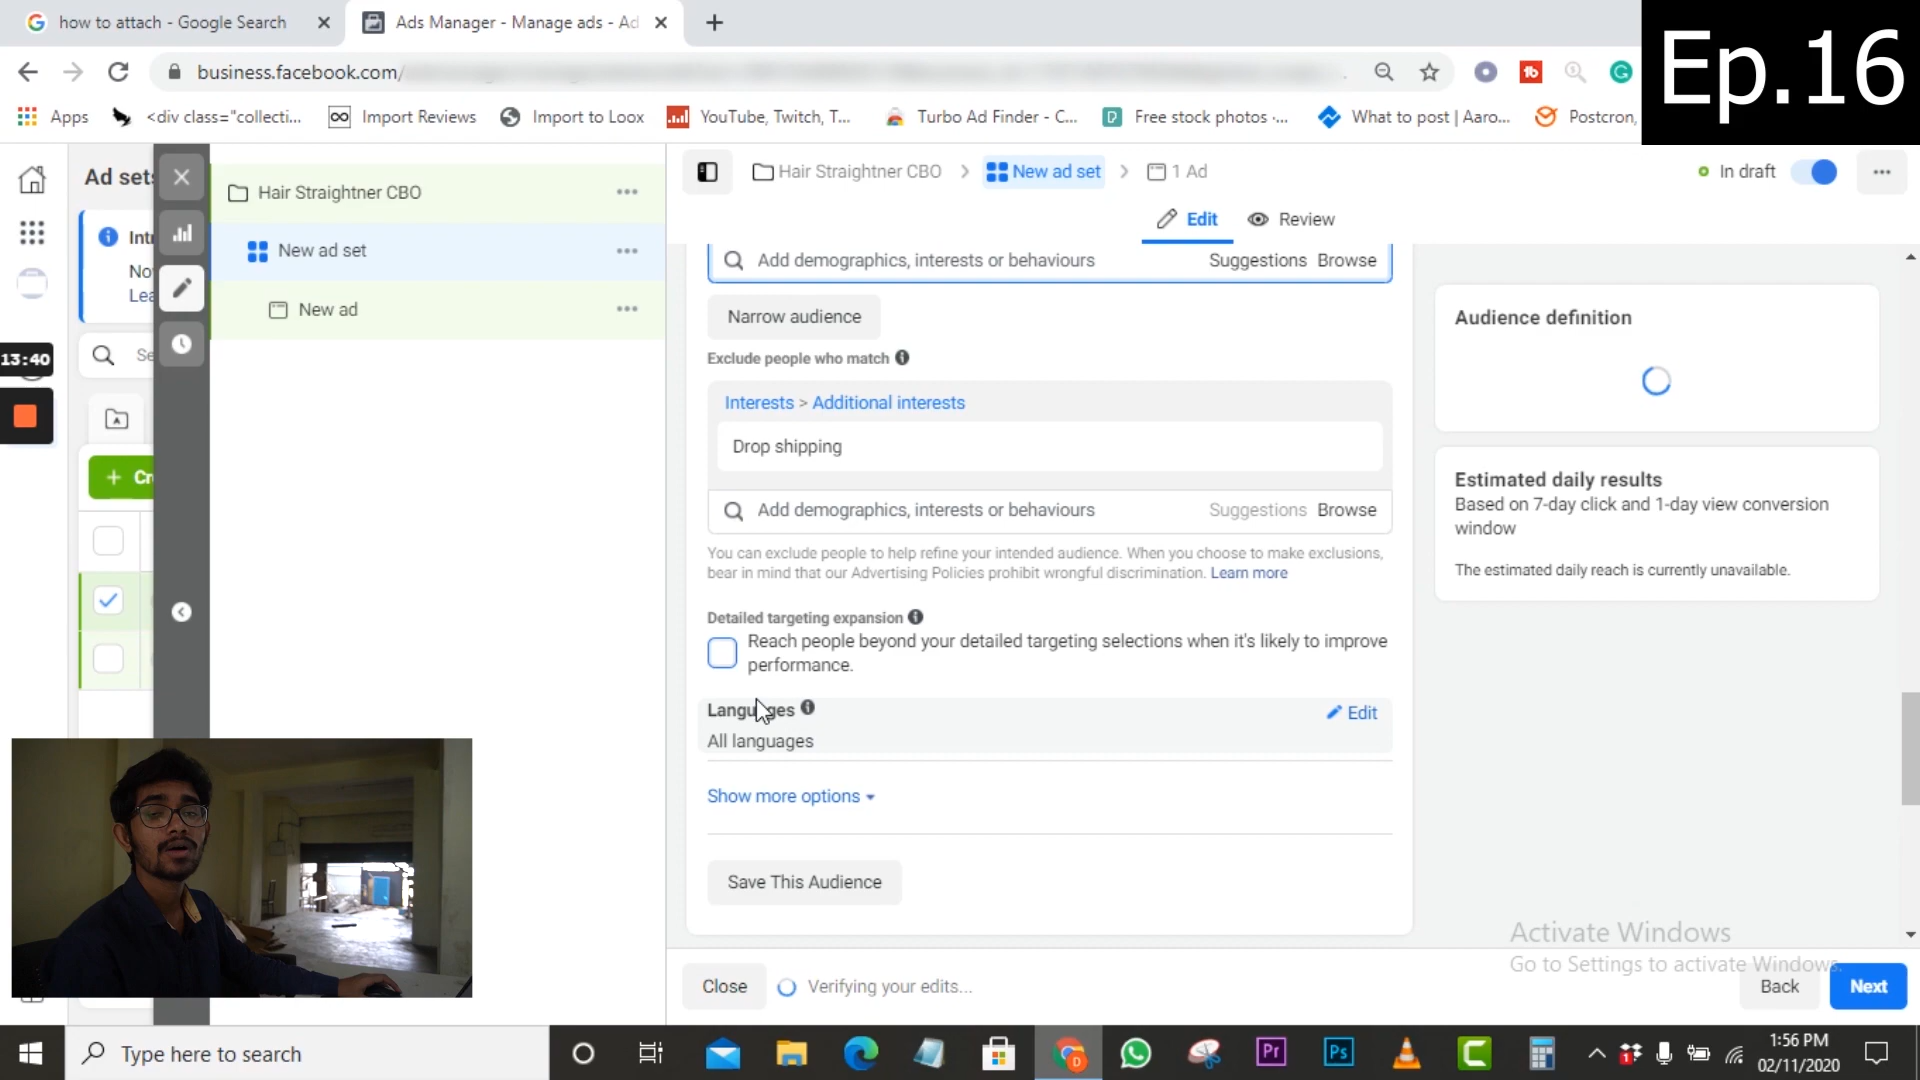 how to attach - Google Search
Ads Manager - Manage ads - Ad
Ep.16
business.facebook.com/
Apps
<div class="collecti...
Import Reviews
Import to Loox
YouTube, Twitch, T...
Turbo Ad Finder - C...
Free stock photos -...
What to post | Aaro...
Postcron,
Ad sets
Hair Straightner CBO
New ad set
New ad
Hair Straightner CBO
New ad set
1 Ad
In draft
Edit
Review
Add demographics, interests or behaviours
Suggestions
Browse
Narrow audience
Exclude people who match
Interests > Additional interests
Drop shipping
Add demographics, interests or behaviours
Suggestions
Browse
You can exclude people to help refine your intended audience. When you choose to make exclusions,
bear in mind that our Advertising Policies prohibit wrongful discrimination. Learn more
Detailed targeting expansion
Reach people beyond your detailed targeting selections when it's likely to improve
performance.
Languages
Edit
All languages
Show more options
Save This Audience
Audience definition
Estimated daily results
Based on 7-day click and 1-day view conversion
window
The estimated daily reach is currently unavailable.
13:40
Close
Verifying your edits...
Activate Windows
Go to Settings to activate Windows.
Back
Next
Type here to search
Pr
Ps
1:56 PM
02/11/2020